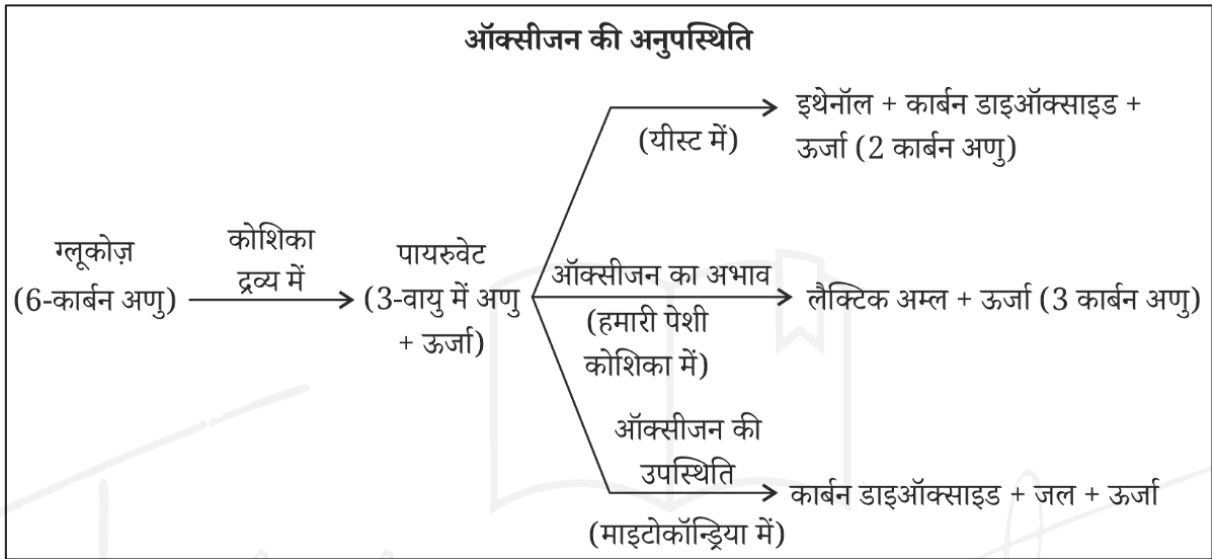 ऑक्सीजन की अनुपस्थिति
इथेनॉल + कार्बन डाइऑक्साइड +
(यीस्ट में)
ऊर्जा (2 कार्बन अणु)
ग्लूकोज़
(6-कार्बन अणु)
कोशिका
द्रव्य में
पायरुवेट
(3-वायु में अणु
+ ऊर्जा)
ऑक्सीजन का अभाव
(हमारी पेशी
कोशिका में)
लैक्टिक अम्ल + ऊर्जा (3 कार्बन अणु)
ऑक्सीजन की
उपस्थिति
(माइटोकॉन्ड्रिया में)
कार्बन डाइऑक्साइड + जल + ऊर्जा